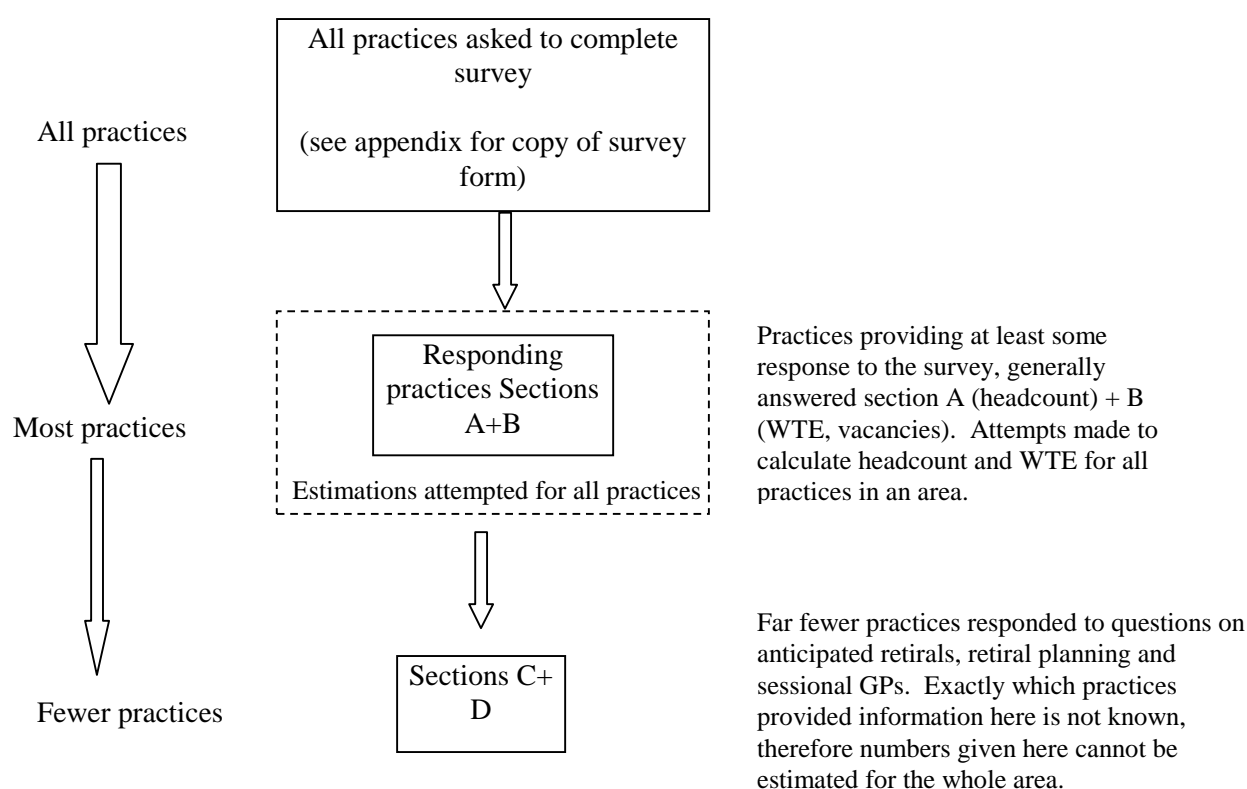 All practices asked to complete
survey
(see appendix for copy of survey
form)
All practices
Responding
practices Sections
A+B
Estimations attempted for all practices
Most practices
Practices providing at least some
response to the survey, generally
answered section A (headcount) + B
(WTE, vacancies).  Attempts made to
calculate headcount and WTE for all
practices in an area.
Sections C+
D
Fewer practices
Far fewer practices responded to questions on
anticipated retirals, retiral planning and
sessional GPs.  Exactly which practices
provided information here is not known,
therefore numbers given here cannot be
estimated for the whole area.